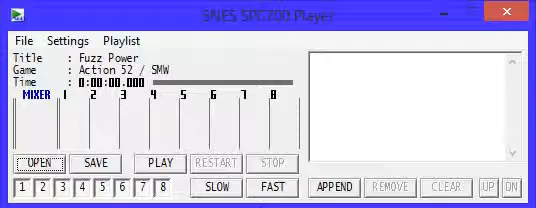 SNES SPC700 Player
File Settings Playlist
Title : Fuzz Power
Game : Action 52 / SMW
Time : 0:00:00.000
MIXER 1 2 3 4 5 6 7 8
OPEN SAVE PLAY RESTART STOP
1 2 3 4 5 6 7 8 SLOW FAST APPEND REMOVE CLEAR UP DN